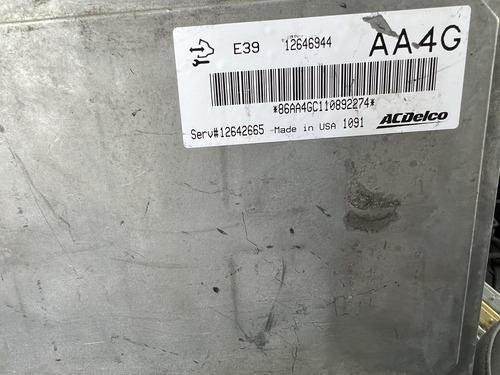 E39 12646944 AA4G
*86AA4GC110892274*
Serv#12642665 Made in USA 1091 ACDelco